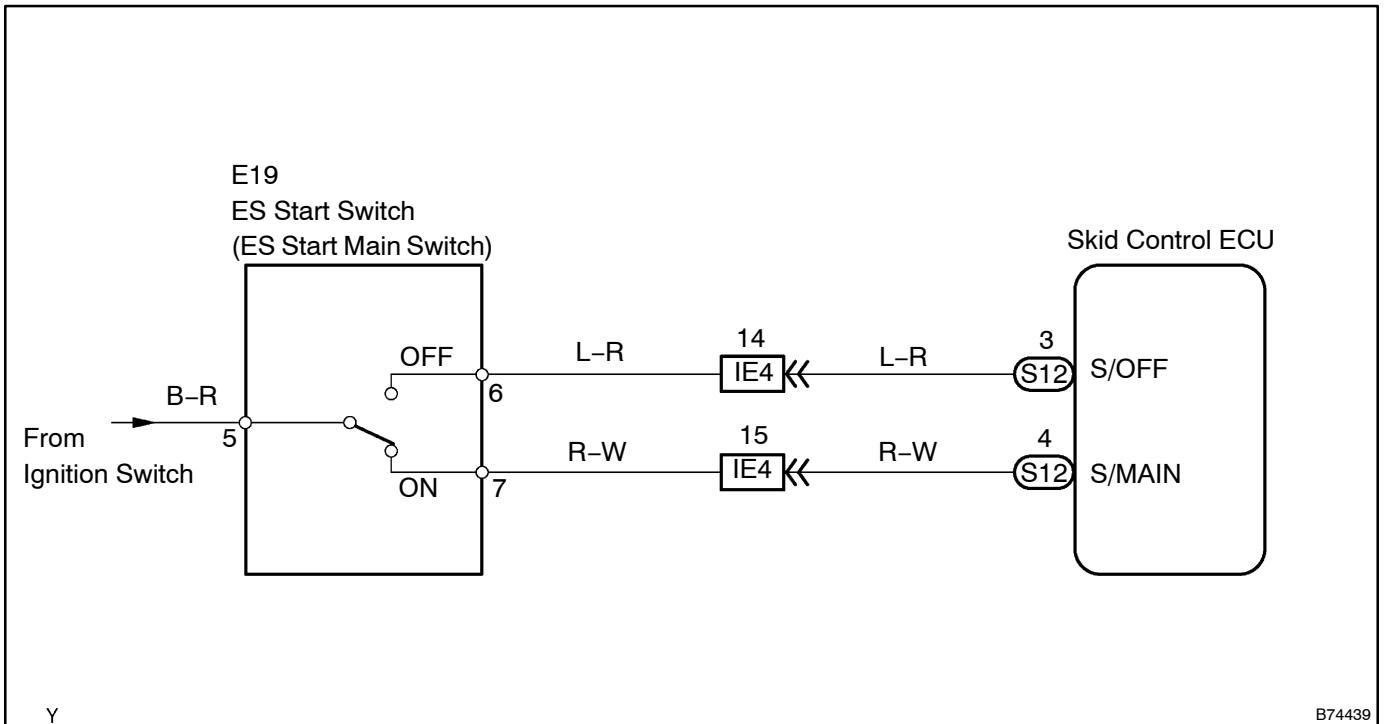 E19
ES Start Switch
(ES Start Main Switch)
Skid Control ECU
OFF
6
L–R
14
IE4
L–R
3
S12
S/OFF
B–R
5
From
Ignition Switch
ON
7
R–W
15
IE4
R–W
4
S12
S/MAIN
Y
B74439